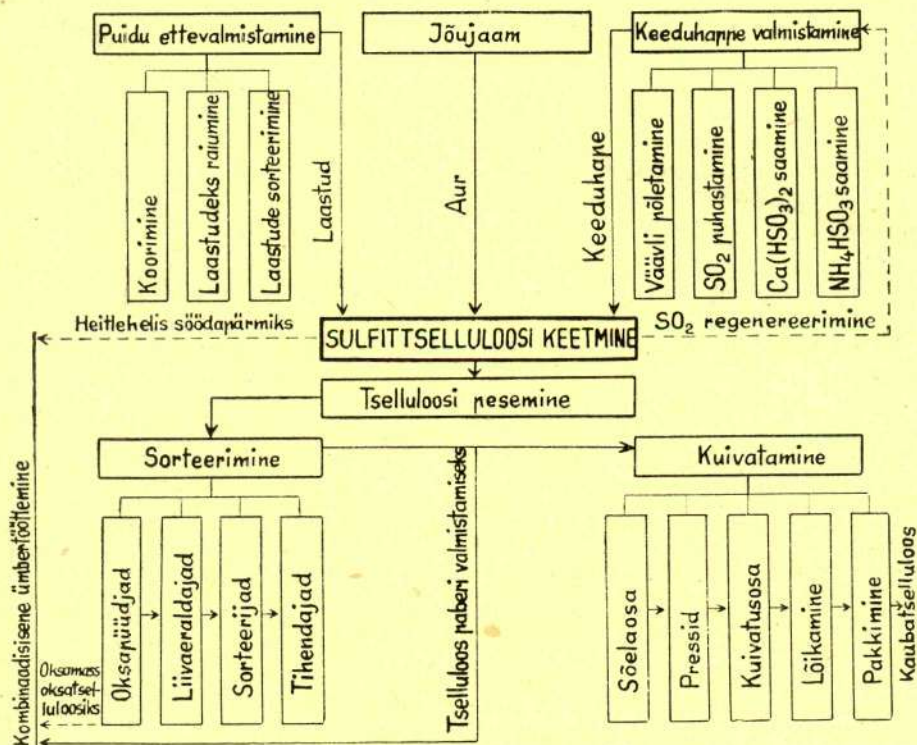 Puidu ettevalmistamine
Jõujaam
Keeduhappe valmistamine
Koorimine
Laastudeks raiumine
Laastude sorteerimine
Laastud
Aur
Keeduhape
Väävli põletamine
SO₂ puhastamine
Ca(HSO₃)₂ saamine
NH₄HSO₃ saamine
Heitlehelis söödapärmiks
SULFITTSELLULOOSI KEETMINE
SO₂ regenereerimine
Tselluloosi pesemine
Sorteerimine
Kuivatamine
Kombinaadisisene ümbertöötlemine
Oksapüüdjad
Liivaeraldajad
Sorteerijad
Tihendajad
Tselluloos paberi valmistamiseks
Sõelaosa
Pressid
Kuivatusosa
Lõikamine
Pakkimine
Kaubatselluloos
Oksamass
oksatsel-
luloosiks